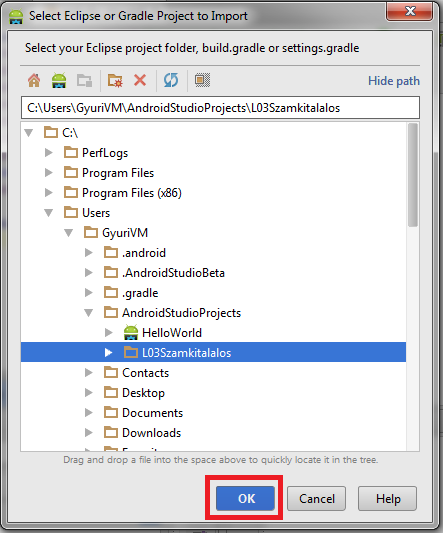 Select Eclipse or Gradle Project to Import
Select your Eclipse project folder, build.gradle or settings.gradle
Hide path
C:\Users\GyuriVM\AndroidStudioProjects\L03Szamkitalalos
C:\
PerfLogs
Program Files
Program Files (x86)
Users
GyuriVM
.android
.AndroidStudioBeta
.gradle
AndroidStudioProjects
HelloWorld
L03Szamkitalalos
Contacts
Desktop
Documents
Downloads
Drag and drop a file into the space above to quickly locate it in the tree.
OK Cancel Help